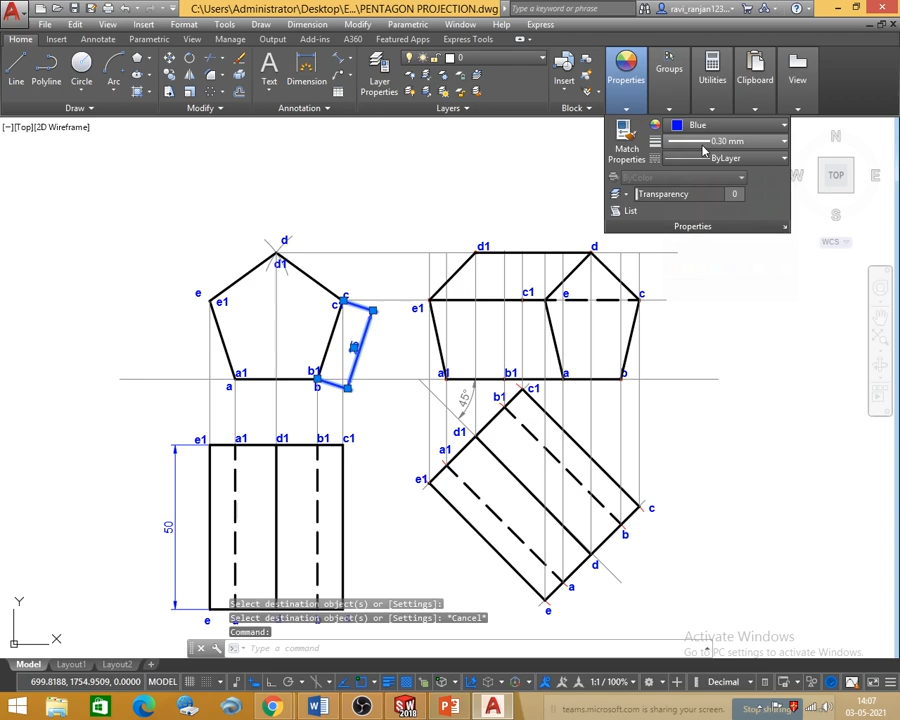 C:\Users\Administrator\Desktop\E...\PENTAGON PROJECTION.dwg
Type a keyword or phrase
ravi_ranjan123...
File Edit View Insert Format Tools Draw Dimension Modify Parametric Window Help Express
Home Insert Annotate Parametric View Manage Output Add-ins A360 Featured Apps Express Tools
Line Polyline Circle Arc
Text Dimension
Layer Properties
0
Insert
Properties Groups Utilities Clipboard View
Draw Modify Annotation Layers Block
[−][Top][2D Wireframe]
Match Properties
Blue
0.30 mm
ByLayer
ByColor
Transparency 0
List
Properties
N
W TOP E
S
WCS
d
d1
e
e1
c
c1
a1
a
b1
b
d1
d
e1
c1
e
c
a1
b1
a
b
45°
e1 a1 d1 b1 c1
50
e
c1
b1
d1
a1
e1
c
b
d
a
e
Select destination object(s) or [Settings]:
Select destination object(s) or [Settings]: *Cancel*
Command:
Type a command
Y
X
Activate Windows
Go to PC settings to activate Windows.
Model Layout1 Layout2 +
699.8188, 1754.9509, 0.0000 MODEL
1:1 / 100%
Decimal
teams.microsoft.com is sharing your screen.
Stop sharing
14:07
03-05-2021